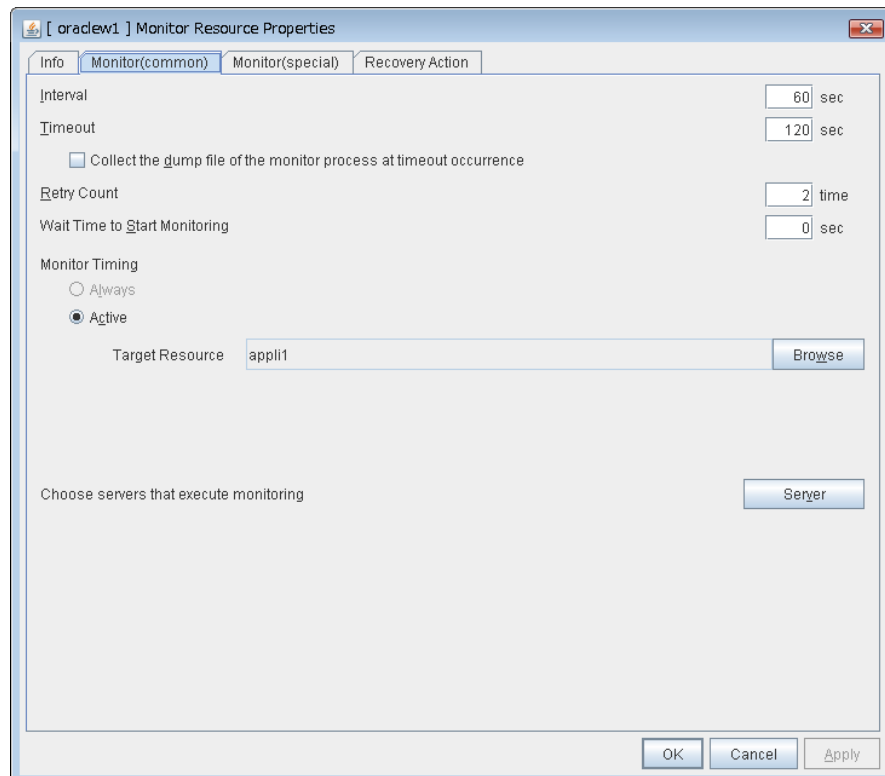 [ oraclew1 ] Monitor Resource Properties
Info Monitor(common) Monitor(special) Recovery Action
Interval 60 sec
Timeout 120 sec
Collect the dump file of the monitor process at timeout occurrence
Retry Count 2 time
Wait Time to Start Monitoring 0 sec
Monitor Timing
Always
Active
Target Resource appli1 Browse
Choose servers that execute monitoring Server
OK Cancel Apply